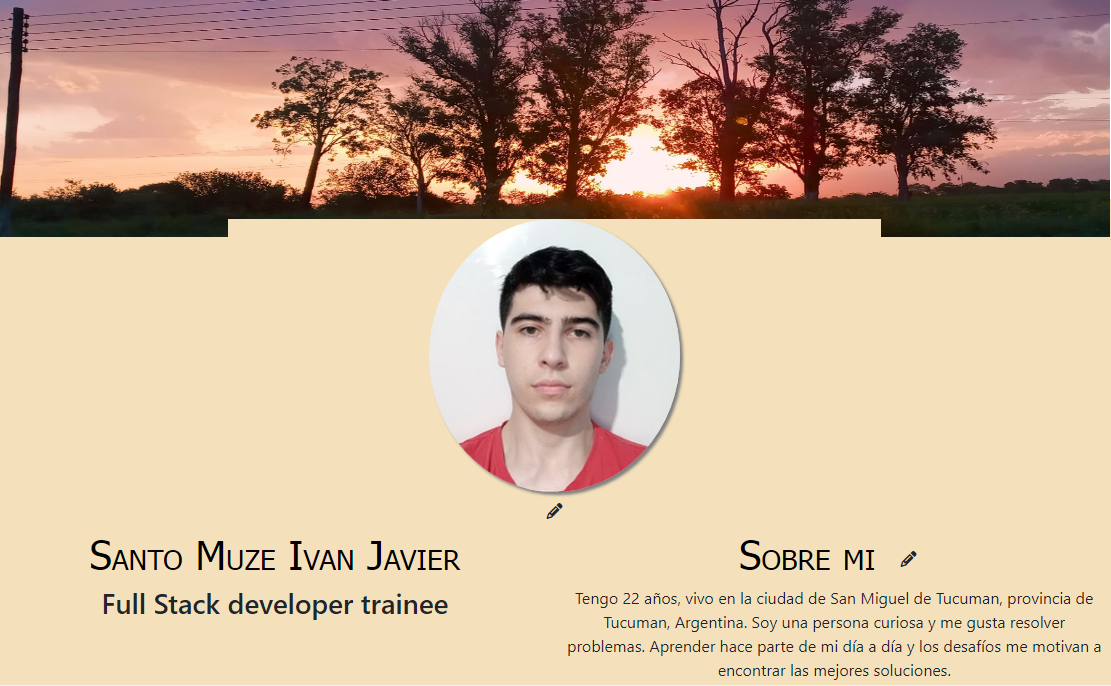 Santo Muze Ivan Javier
Full Stack developer trainee
Sobre mi
Tengo 22 años, vivo en la ciudad de San Miguel de Tucuman, provincia de
Tucuman, Argentina. Soy una persona curiosa y me gusta resolver
problemas. Aprender hace parte de mi día a día y los desafíos me motivan a
encontrar las mejores soluciones.